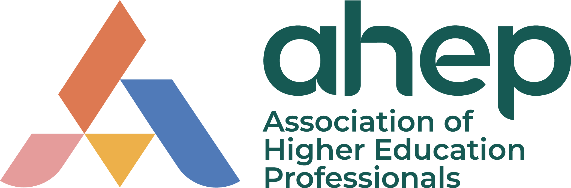 ahep
Association of
Higher Education
Professionals